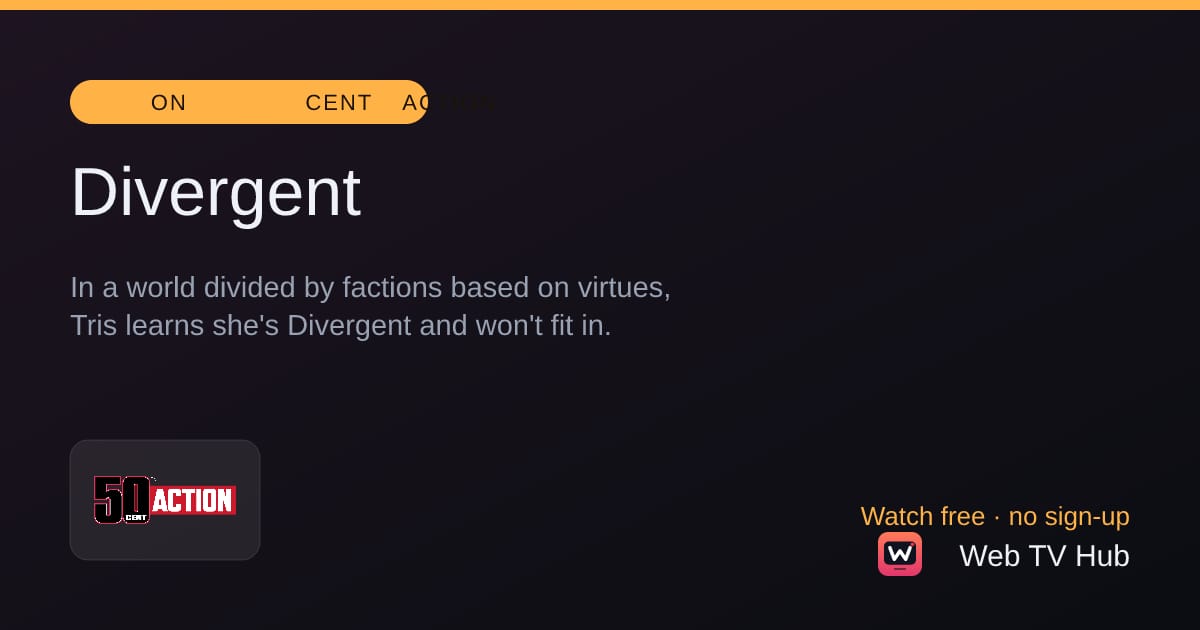 ON CENT ACTION
Divergent
In a world divided by factions based on virtues,
Tris learns she's Divergent and won't fit in.
50 CENT ACTION
Watch free · no sign-up
W
Web TV Hub